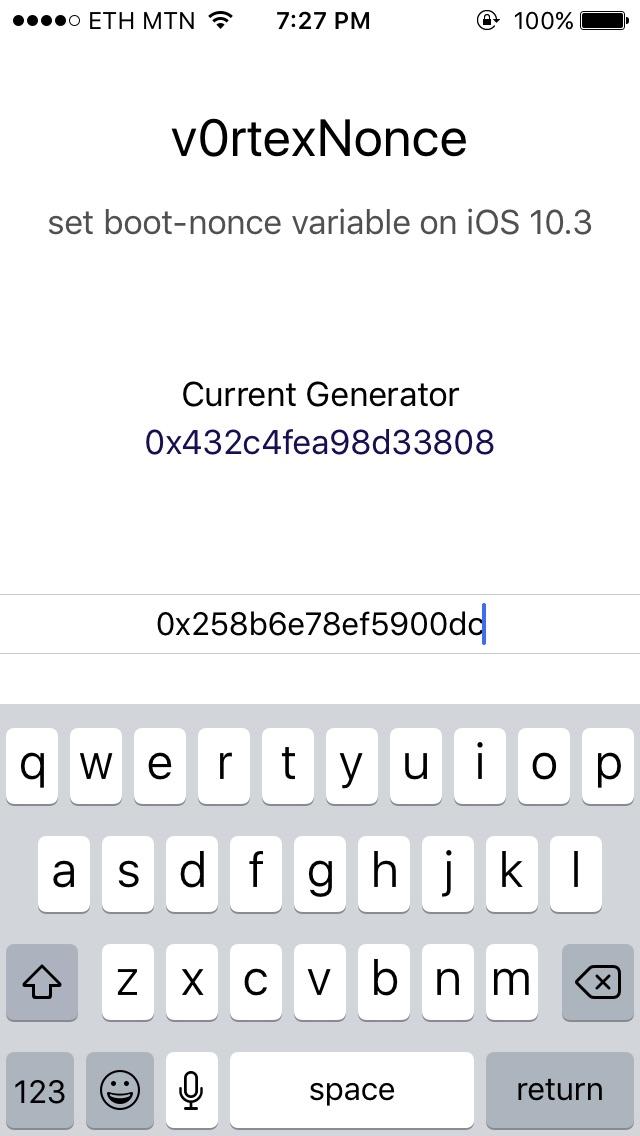 ETH MTN 7:27 PM 100%
v0rtexNonce
set boot-nonce variable on iOS 10.3
Current Generator
0x432c4fea98d33808
0x258b6e78ef5900dc
q w e r t y u i o p
a s d f g h j k l
z x c v b n m
123 space return